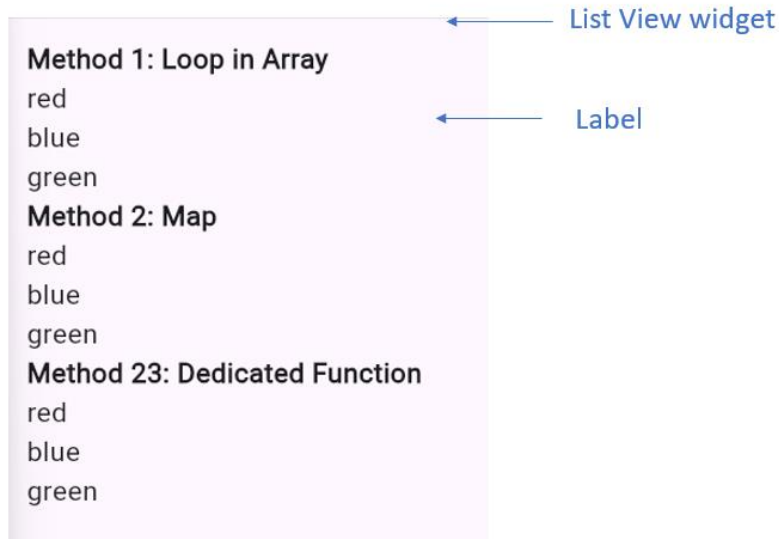 List View widget
Method 1: Loop in Array
red
Label
blue
green
Method 2: Map
red
blue
green
Method 23: Dedicated Function
red
blue
green